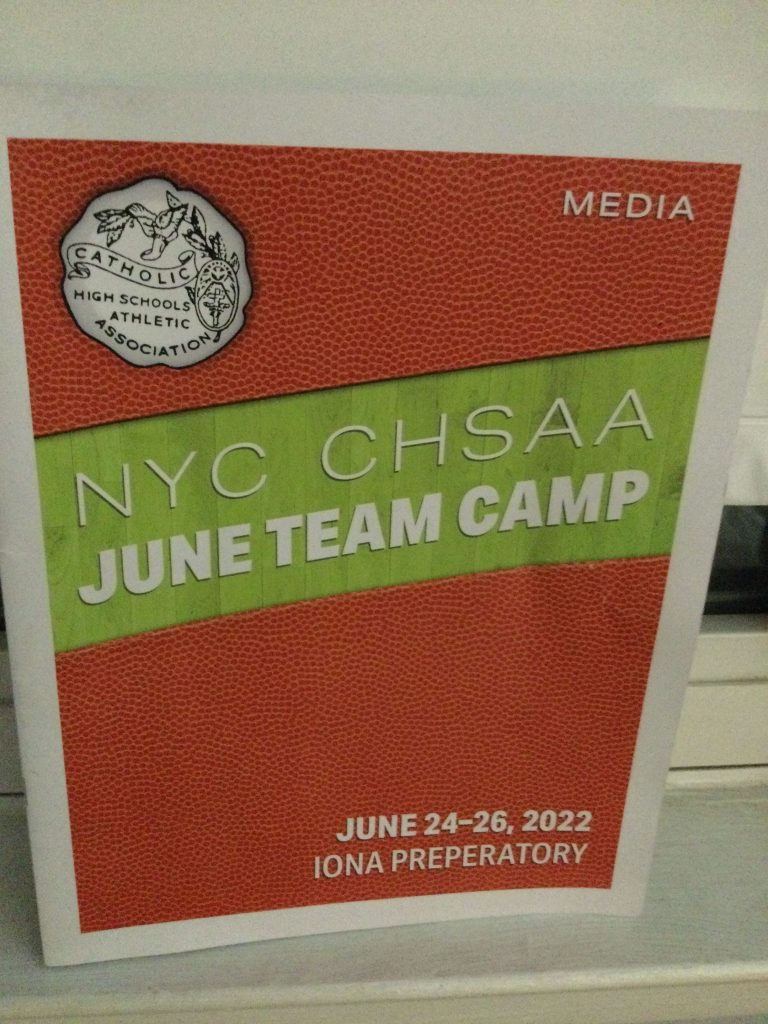 CATHOLIC
HIGH SCHOOLS
ATHLETIC
ASSOCIATION
MEDIA
NYC CHSAA
JUNE TEAM CAMP
JUNE 24–26, 2022
IONA PREPERATORY